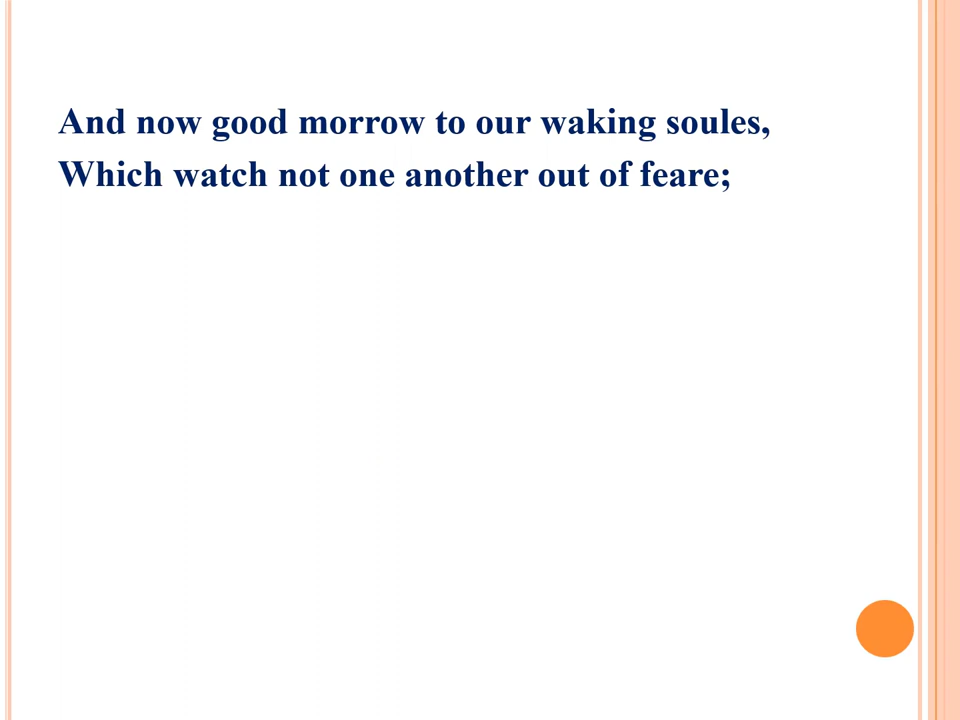 And now good morrow to our waking soules,
Which watch not one another out of feare;